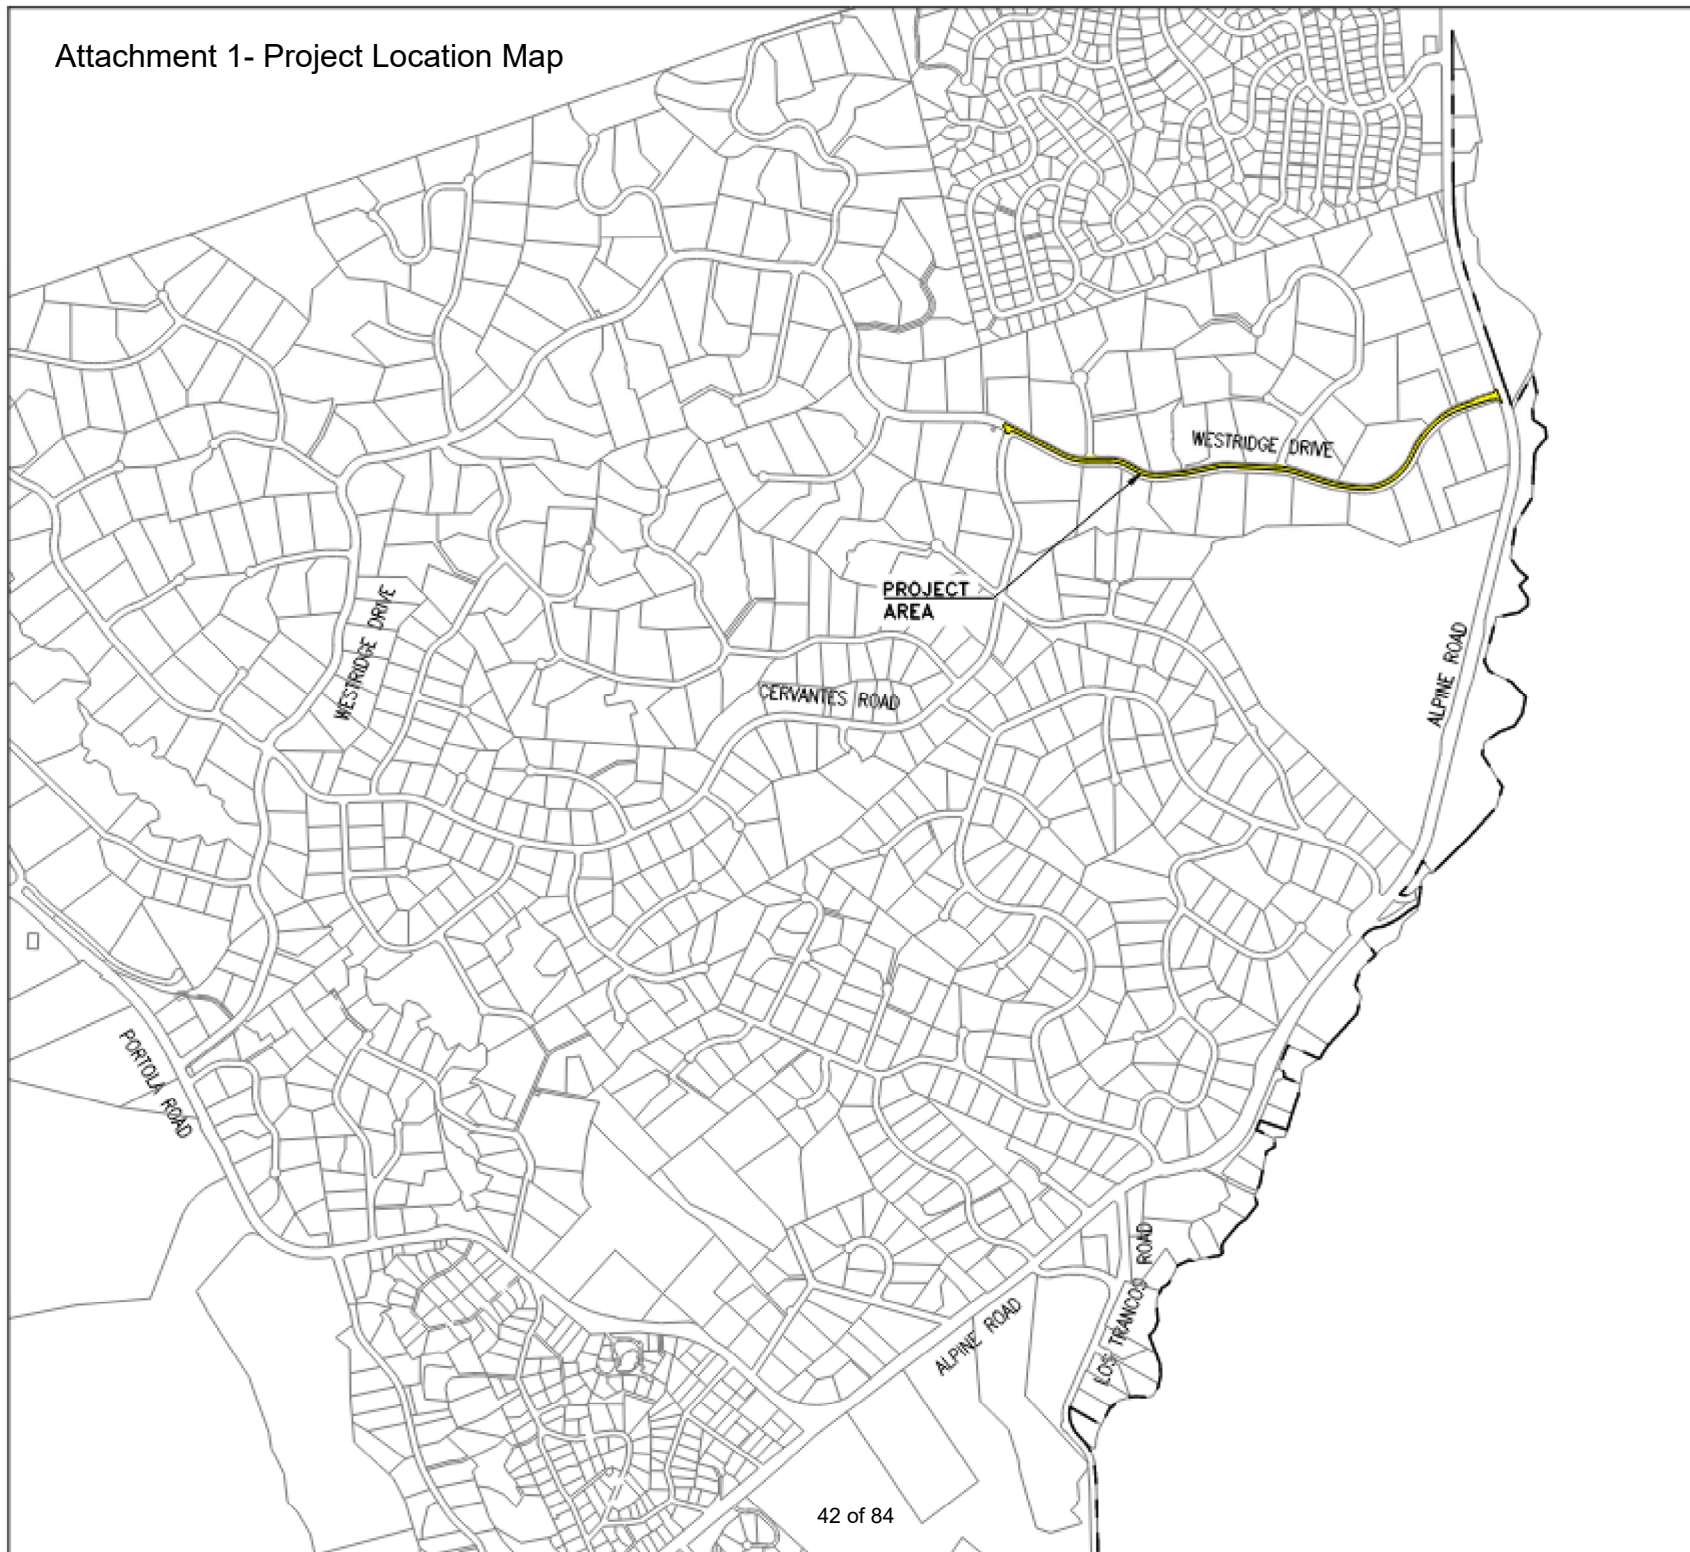 Attachment 1- Project Location Map
WESTRIDGE DRIVE
PROJECT
AREA
WESTRIDGE DRIVE
CERVANTES ROAD
ALPINE ROAD
PORTOLA ROAD
LOS TRANCOS ROAD
ALPINE ROAD
42 of 84